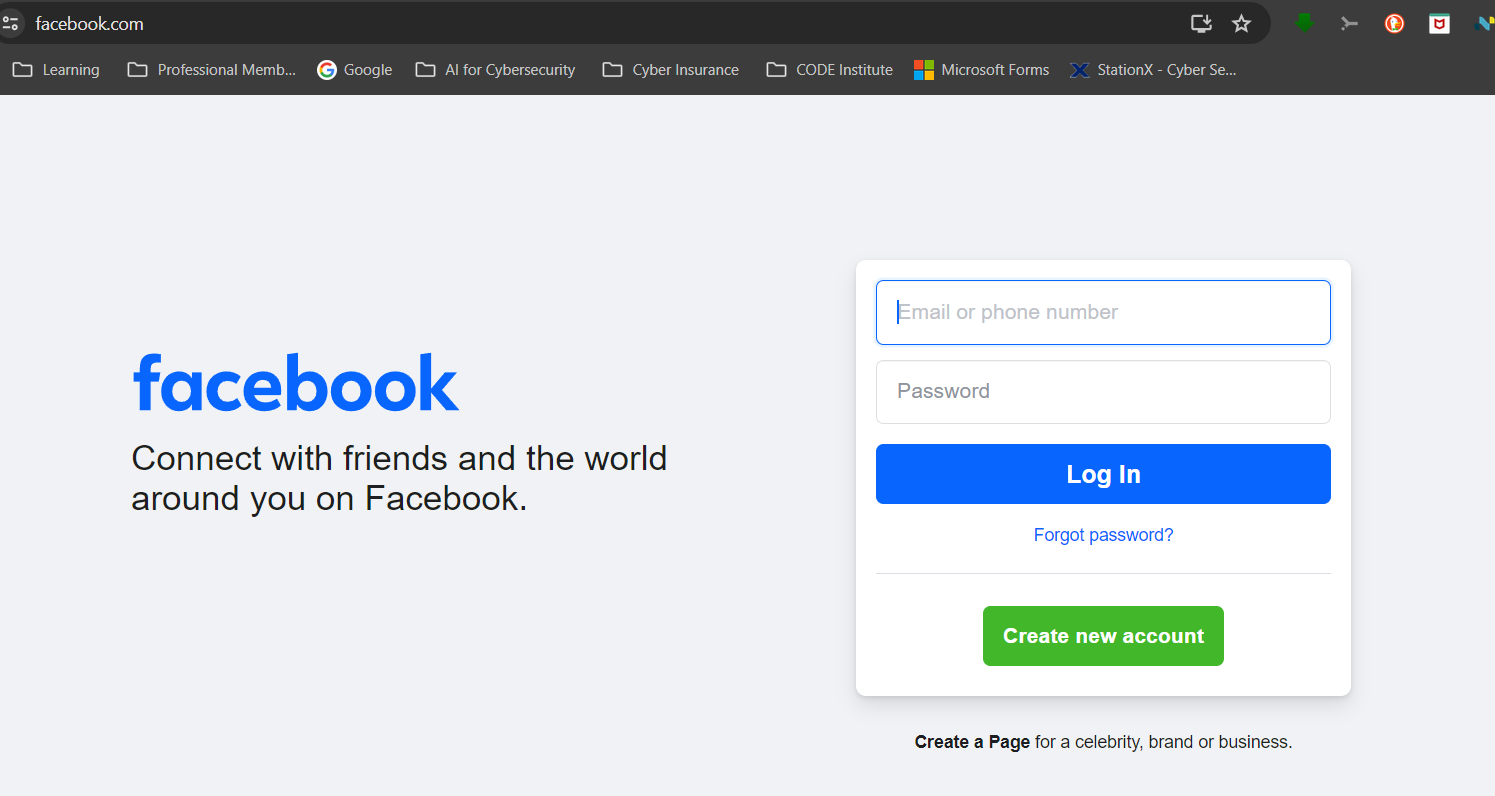 facebook.com
Learning Professional Memb... Google AI for Cybersecurity Cyber Insurance CODE Institute Microsoft Forms StationX - Cyber Se...
Email or phone number
Password
Log In
Forgot password?
Create new account
Create a Page for a celebrity, brand or business.
facebook
Connect with friends and the world
around you on Facebook.